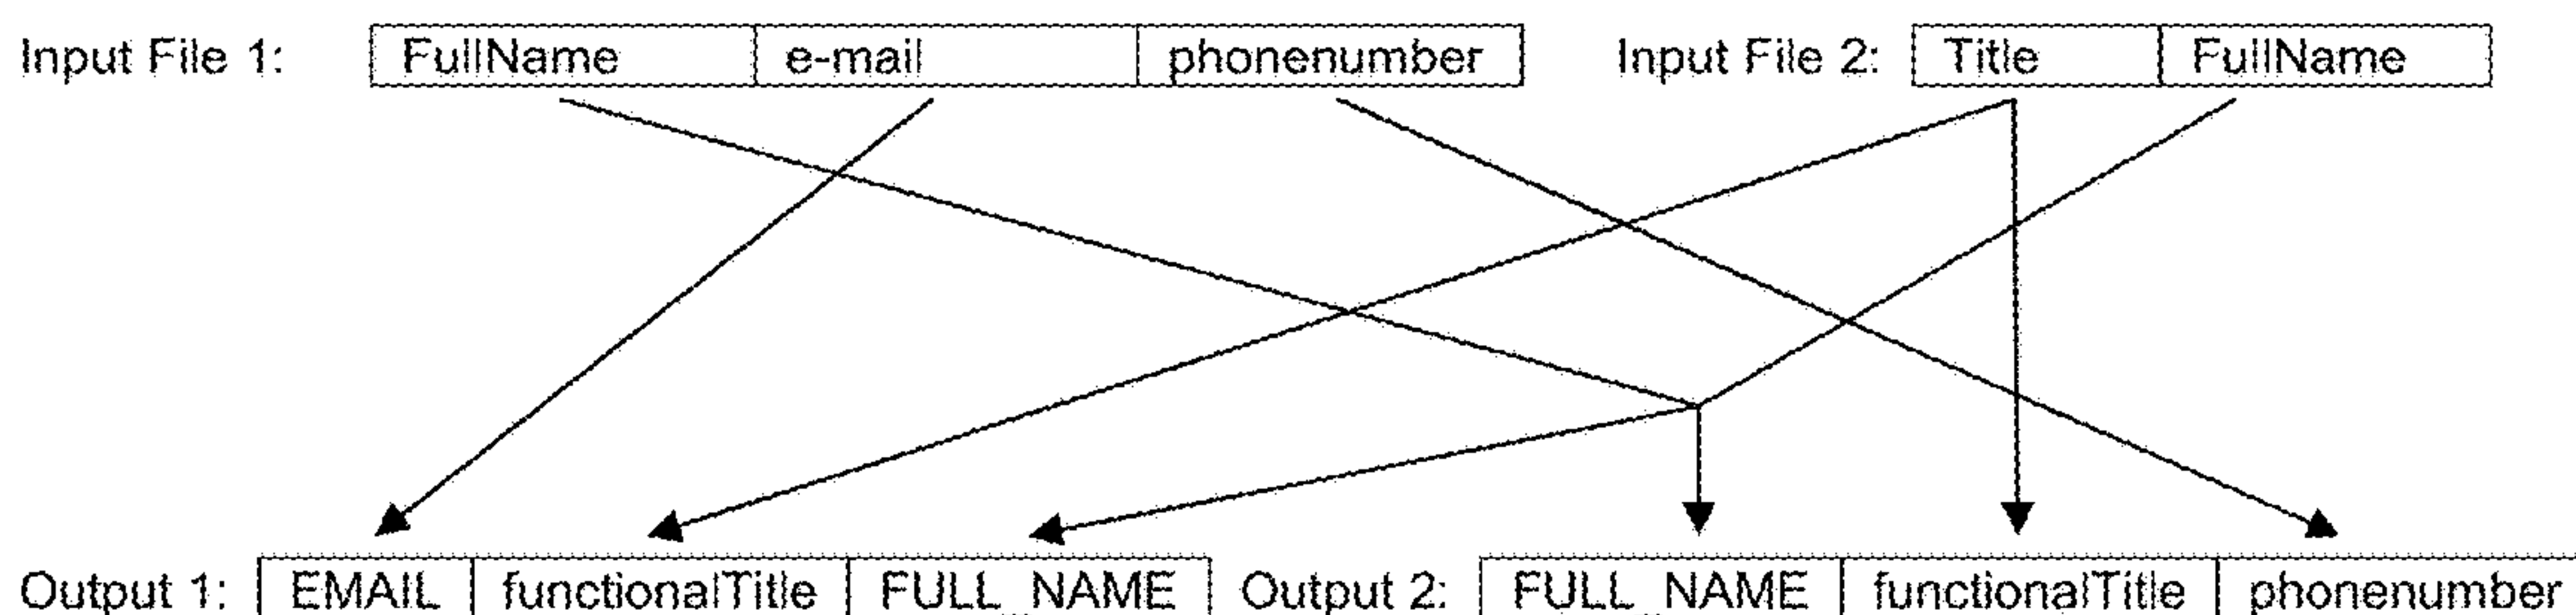 Input File 1: FullName e-mail phonenumber Input File 2: Title FullName
Output 1: EMAIL functionalTitle FULL_NAME Output 2: FULL_NAME functionalTitle phonenumber